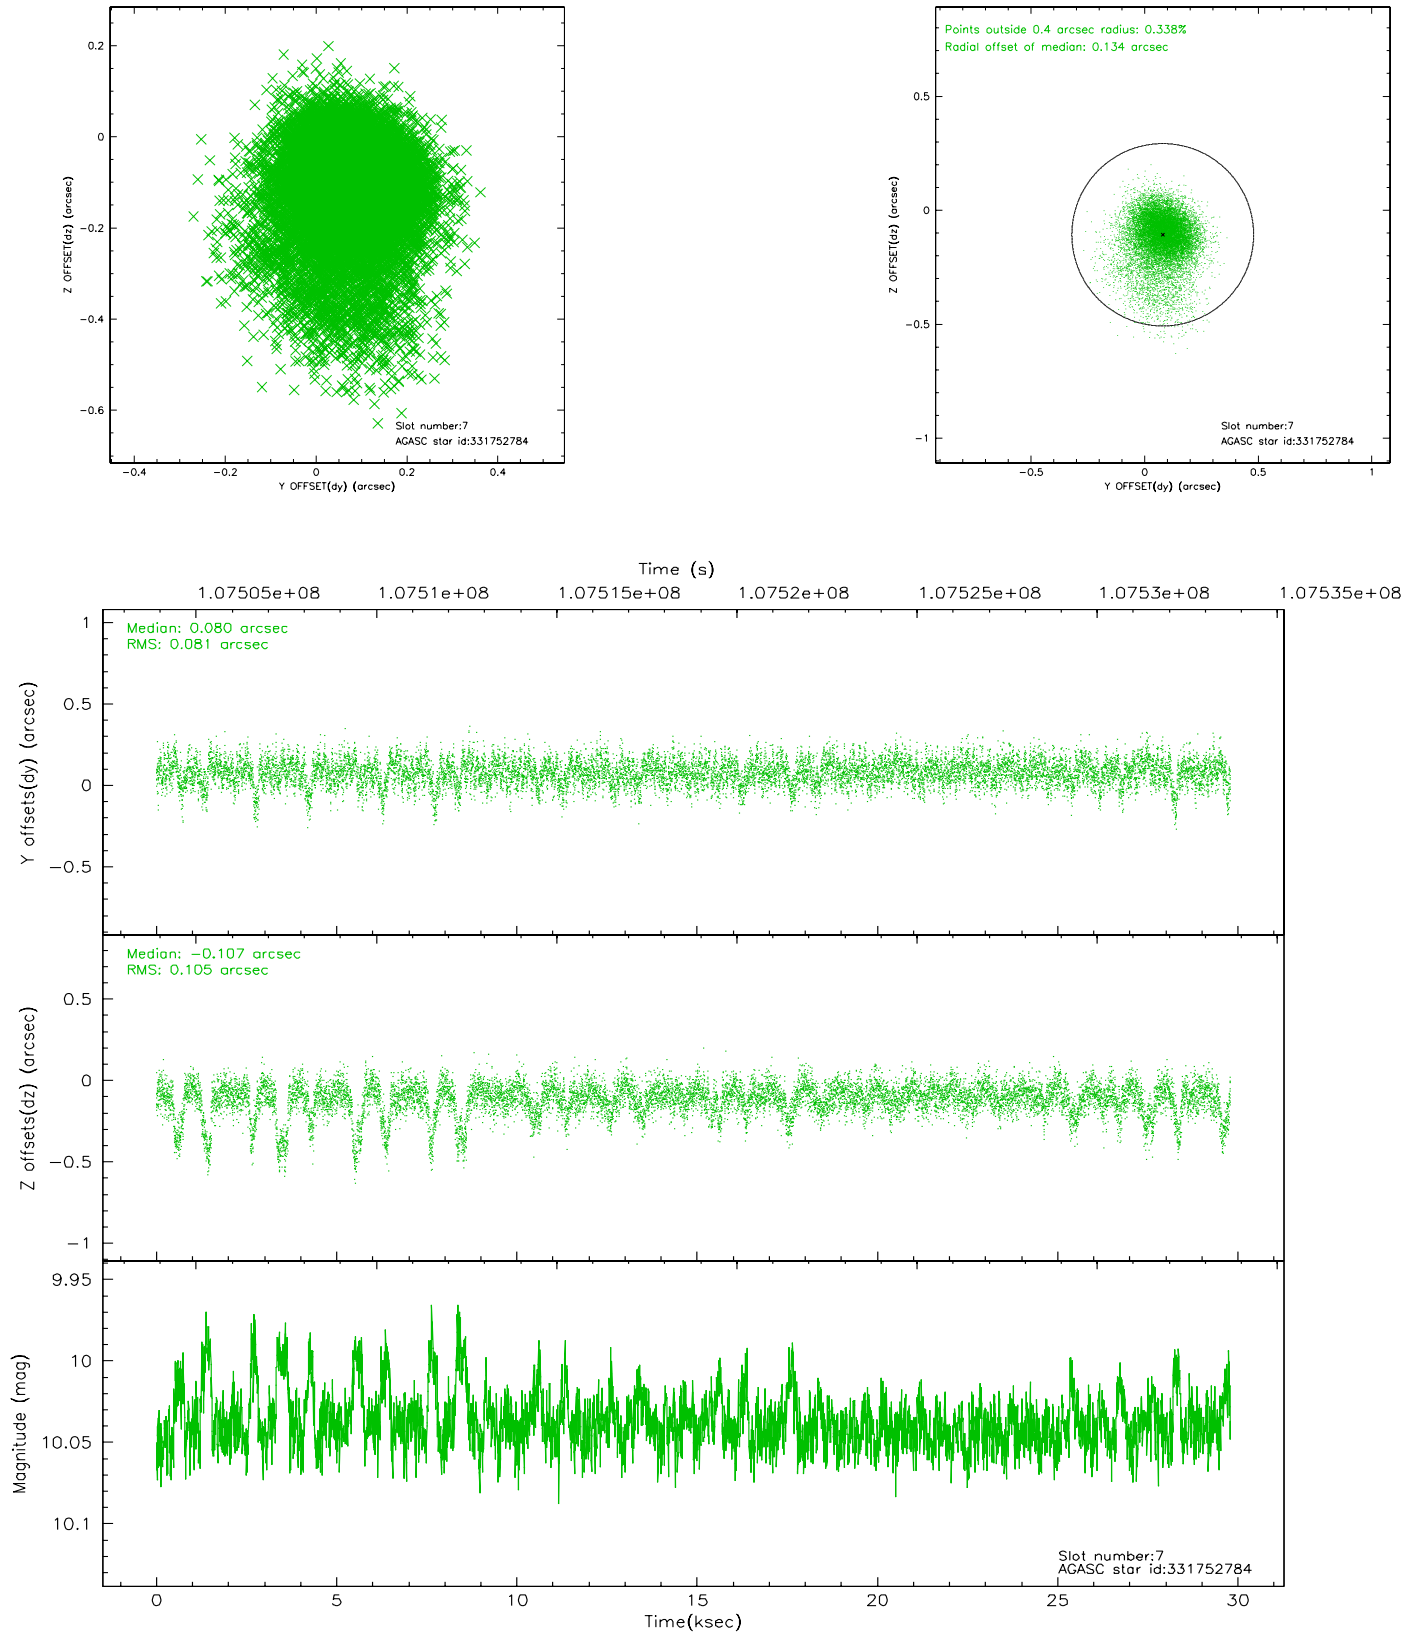 0.2
0
−0.2
−0.4
−0.6
Z OFFSET(dz) (arcsec)
Slot number:7
AGASC star id:331752784
−0.4
−0.2
0
0.2
0.4
Y OFFSET(dy) (arcsec)
Points outside 0.4 arcsec radius: 0.338%
Radial offset of median: 0.134 arcsec
0.5
0
−0.5
−1
Z OFFSET(dz) (arcsec)
Slot number:7
AGASC star id:331752784
−0.5
0
0.5
1
Y OFFSET(dy) (arcsec)
Time (s)
1.07505e+08
1.0751e+08
1.07515e+08
1.0752e+08
1.07525e+08
1.0753e+08
1.07535e+08
Median: 0.080 arcsec
RMS: 0.081 arcsec
1
0.5
0
−0.5
Y offsets(dy) (arcsec)
Median: −0.107 arcsec
RMS: 0.105 arcsec
0.5
0
−0.5
−1
Z offsets(dz) (arcsec)
9.95
10
10.05
10.1
Magnitude (mag)
Slot number:7
AGASC star id:331752784
0
5
10
15
20
25
30
Time(ksec)